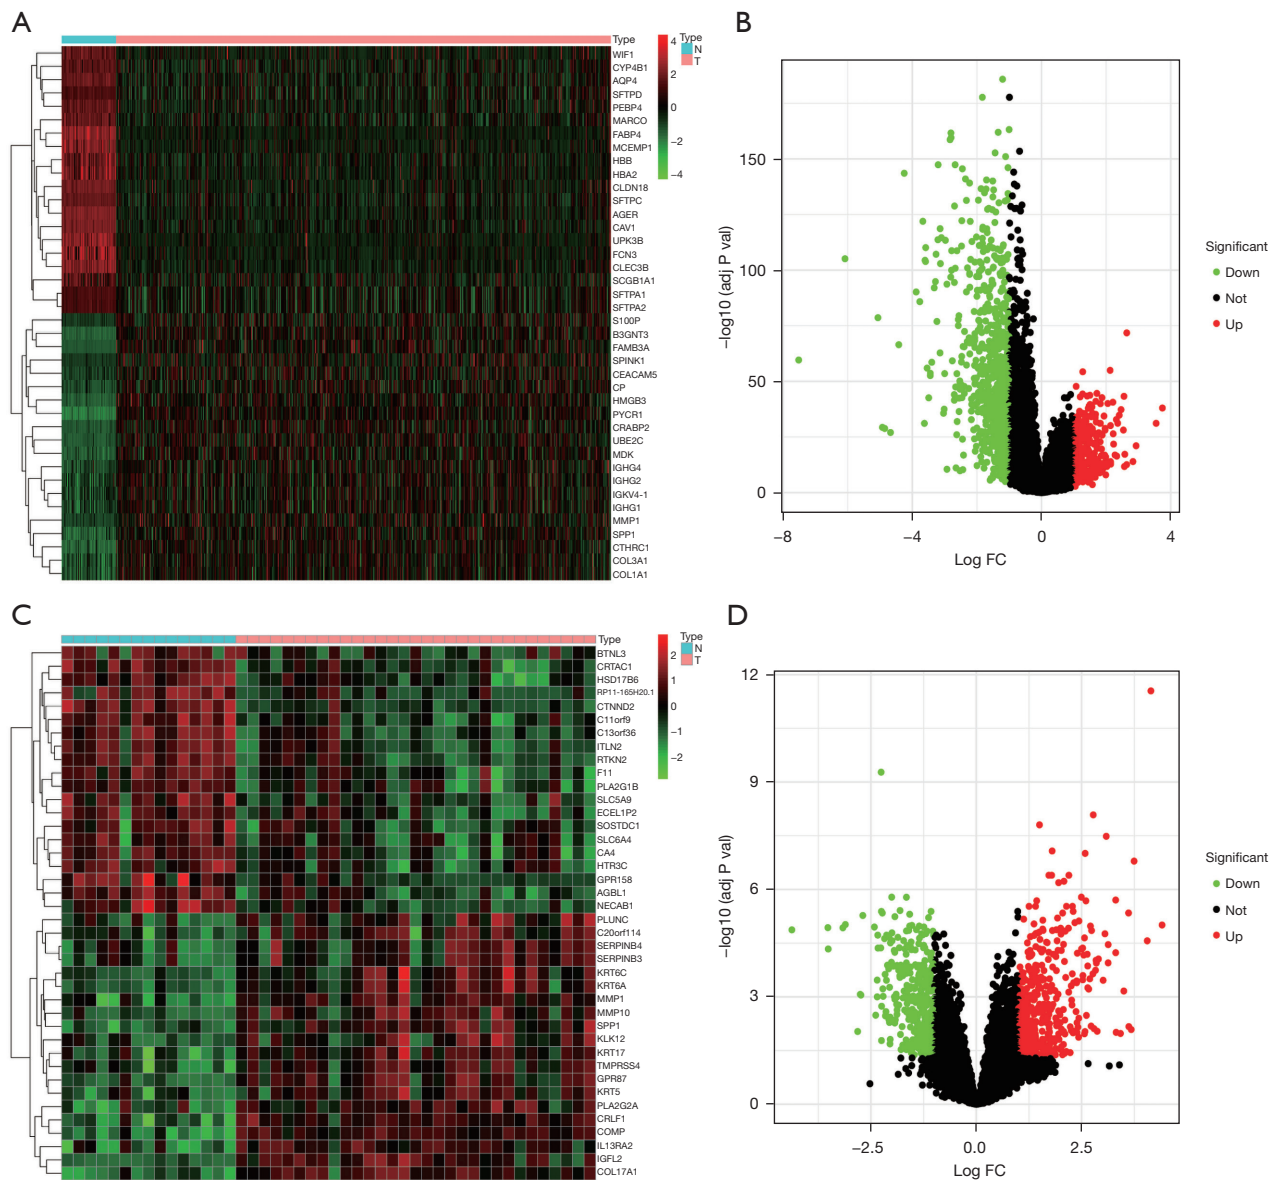 A
Type
WIF1
CYP4B1
AQP4
SFTPD
PEBP4
MARCO
FABP4
MCEMP1
HBB
HBA2
CLDN18
SFTPC
AGER
CAV1
UPK3B
FCN3
CLEC3B
SCGB1A1
SFTPA1
SFTPA2
S100P
B3GNT3
FAMB3A
SPINK1
CEACAM5
CP
HMGB3
PYCR1
CRABP2
UBE2C
MDK
IGHG4
IGHG2
IGKV4-1
IGHG1
MMP1
SPP1
CTHRC1
COL3A1
COL1A1
4
2
0
−2
−4
Type
N
T
B
−log10 (adj P val)
150
100
50
0
−8
−4
0
4
Log FC
Significant
Down
Not
Up
C
Type
BTNL3
CRTAC1
HSD17B6
RP11-165H20.1
CTNND2
C11orf9
C13orf36
ITLN2
RTKN2
F11
PLA2G1B
SLC5A9
ECEL1P2
SOSTDC1
SLC6A4
CA4
HTR3C
GPR158
AGBL1
NECAB1
PLUNC
C20orf114
SERPINB4
SERPINB3
KRT6C
KRT6A
MMP1
MMP10
SPP1
KLK12
KRT17
TMPRSS4
GPR87
KRT5
PLA2G2A
CRLF1
COMP
IL13RA2
IGFL2
COL17A1
2
1
0
−1
−2
Type
N
T
D
−log10 (adj P val)
12
9
6
3
0
−2.5
0.0
2.5
Log FC
Significant
Down
Not
Up